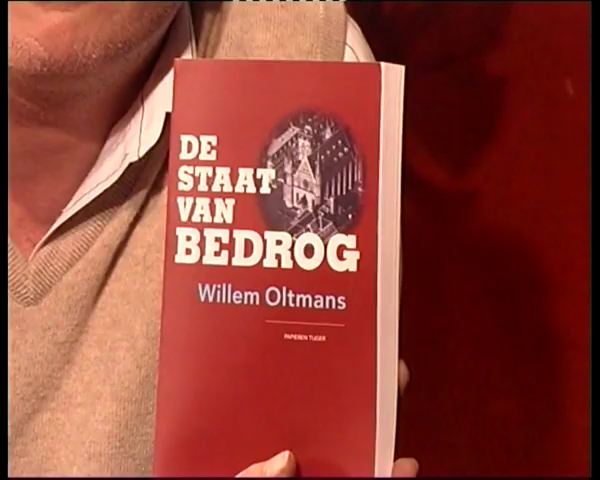 DE
STAAT
VAN
BEDROG
Willem Oltmans
PAPIEREN TIJGER